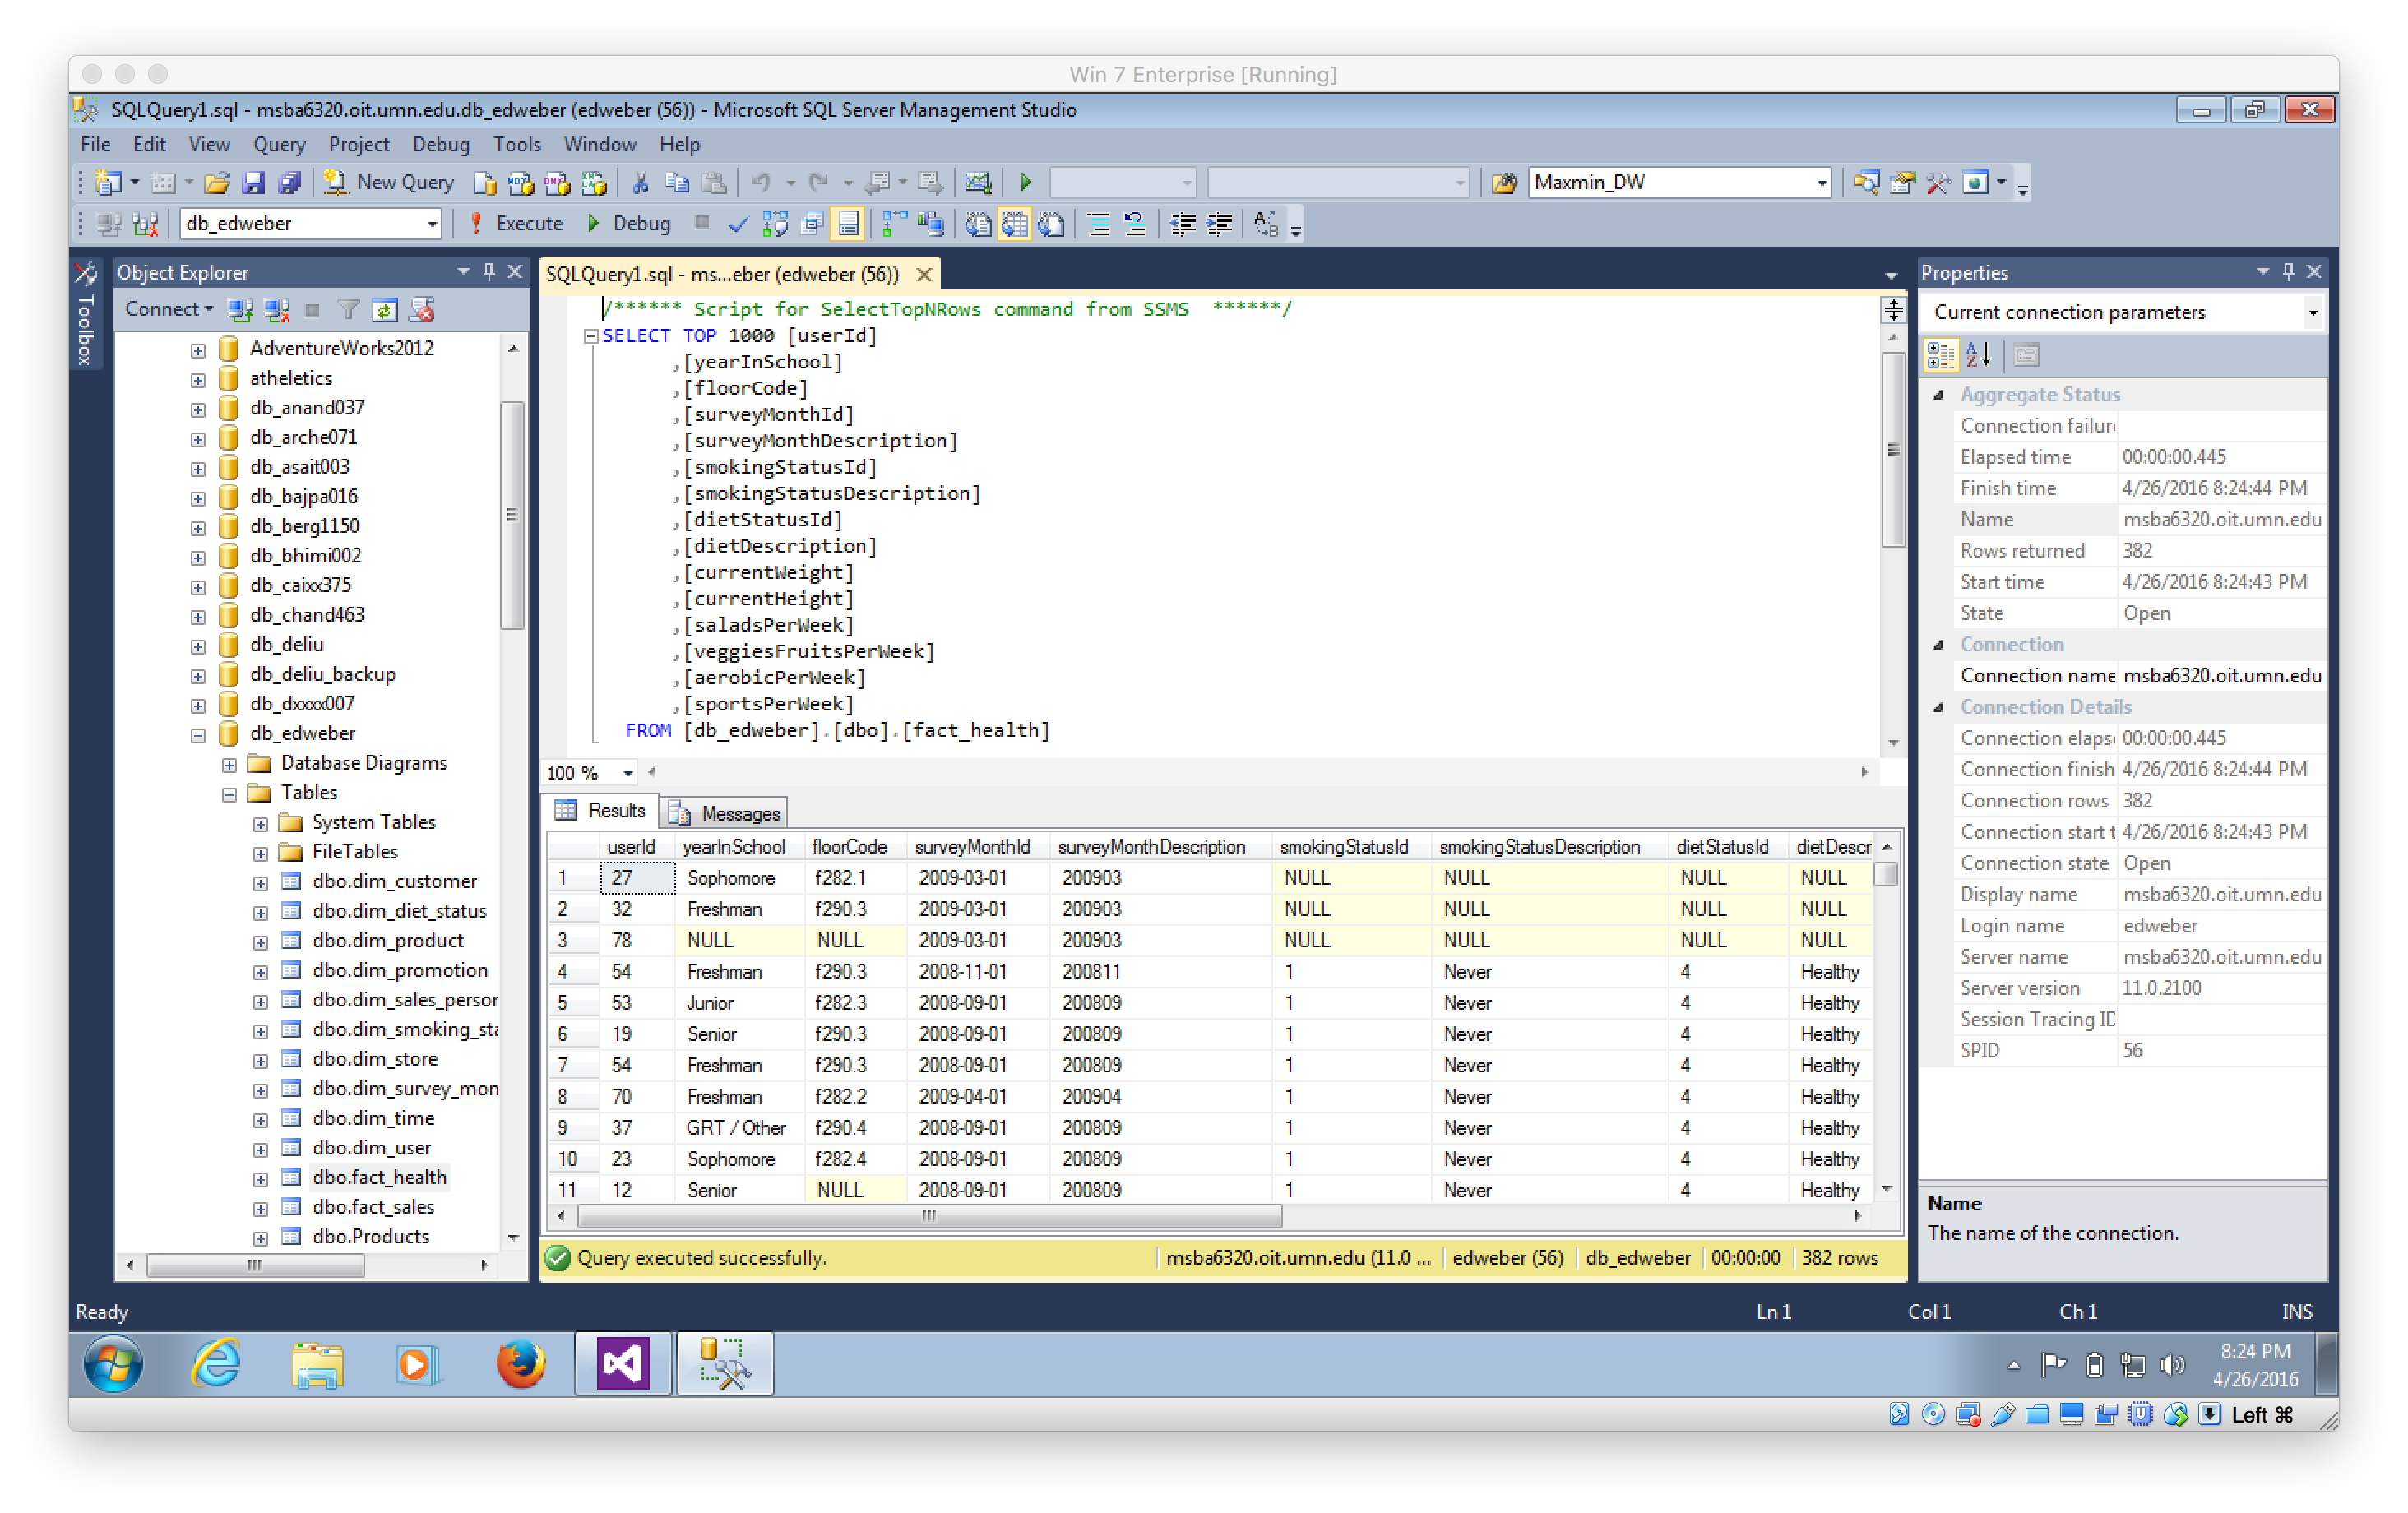 Win 7 Enterprise [Running]
SQLQuery1.sql - msba6320.oit.umn.edu.db_edweber (edweber (56)) - Microsoft SQL Server Management Studio
File Edit View Query Project Debug Tools Window Help
New Query Maxmin_DW
db_edweber Execute Debug
Toolbox
Object Explorer
Connect
AdventureWorks2012
atheletics
db_anand037
db_arche071
db_asait003
db_bajpa016
db_berg1150
db_bhimi002
db_caixx375
db_chand463
db_deliu
db_deliu_backup
db_dxxxx007
db_edweber
Database Diagrams
Tables
System Tables
FileTables
dbo.dim_customer
dbo.dim_diet_status
dbo.dim_product
dbo.dim_promotion
dbo.dim_sales_person
dbo.dim_smoking_sta
dbo.dim_store
dbo.dim_survey_mon
dbo.dim_time
dbo.dim_user
dbo.fact_health
dbo.fact_sales
dbo.Products
SQLQuery1.sql - ms...eber (edweber (56))
/****** Script for SelectTopNRows command from SSMS ******/
SELECT TOP 1000 [userId]
,[yearInSchool]
,[floorCode]
,[surveyMonthId]
,[surveyMonthDescription]
,[smokingStatusId]
,[smokingStatusDescription]
,[dietStatusId]
,[dietDescription]
,[currentWeight]
,[currentHeight]
,[saladsPerWeek]
,[veggiesFruitsPerWeek]
,[aerobicPerWeek]
,[sportsPerWeek]
FROM [db_edweber].[dbo].[fact_health]
100 %
Results Messages
userId yearInSchool floorCode surveyMonthId surveyMonthDescription smokingStatusId smokingStatusDescription dietStatusId dietDescr
1 27 Sophomore f282.1 2009-03-01 200903 NULL NULL NULL NULL
2 32 Freshman f290.3 2009-03-01 200903 NULL NULL NULL NULL
3 78 NULL NULL 2009-03-01 200903 NULL NULL NULL NULL
4 54 Freshman f290.3 2008-11-01 200811 1 Never 4 Healthy
5 53 Junior f282.3 2008-09-01 200809 1 Never 4 Healthy
6 19 Senior f290.3 2008-09-01 200809 1 Never 4 Healthy
7 54 Freshman f290.3 2008-09-01 200809 1 Never 4 Healthy
8 70 Freshman f282.2 2009-04-01 200904 1 Never 4 Healthy
9 37 GRT / Other f290.4 2008-09-01 200809 1 Never 4 Healthy
10 23 Sophomore f282.4 2008-09-01 200809 1 Never 4 Healthy
11 12 Senior NULL 2008-09-01 200809 1 Never 4 Healthy
Query executed successfully. msba6320.oit.umn.edu (11.0 ... edweber (56) db_edweber 00:00:00 382 rows
Properties
Current connection parameters
Aggregate Status
Connection failure
Elapsed time 00:00:00.445
Finish time 4/26/2016 8:24:44 PM
Name msba6320.oit.umn.edu
Rows returned 382
Start time 4/26/2016 8:24:43 PM
State Open
Connection
Connection name msba6320.oit.umn.edu
Connection Details
Connection elaps 00:00:00.445
Connection finish 4/26/2016 8:24:44 PM
Connection rows 382
Connection start t 4/26/2016 8:24:43 PM
Connection state Open
Display name msba6320.oit.umn.edu
Login name edweber
Server name msba6320.oit.umn.edu
Server version 11.0.2100
Session Tracing ID
SPID 56
Name
The name of the connection.
Ready Ln 1 Col 1 Ch 1 INS
8:24 PM
4/26/2016
Left ⌘